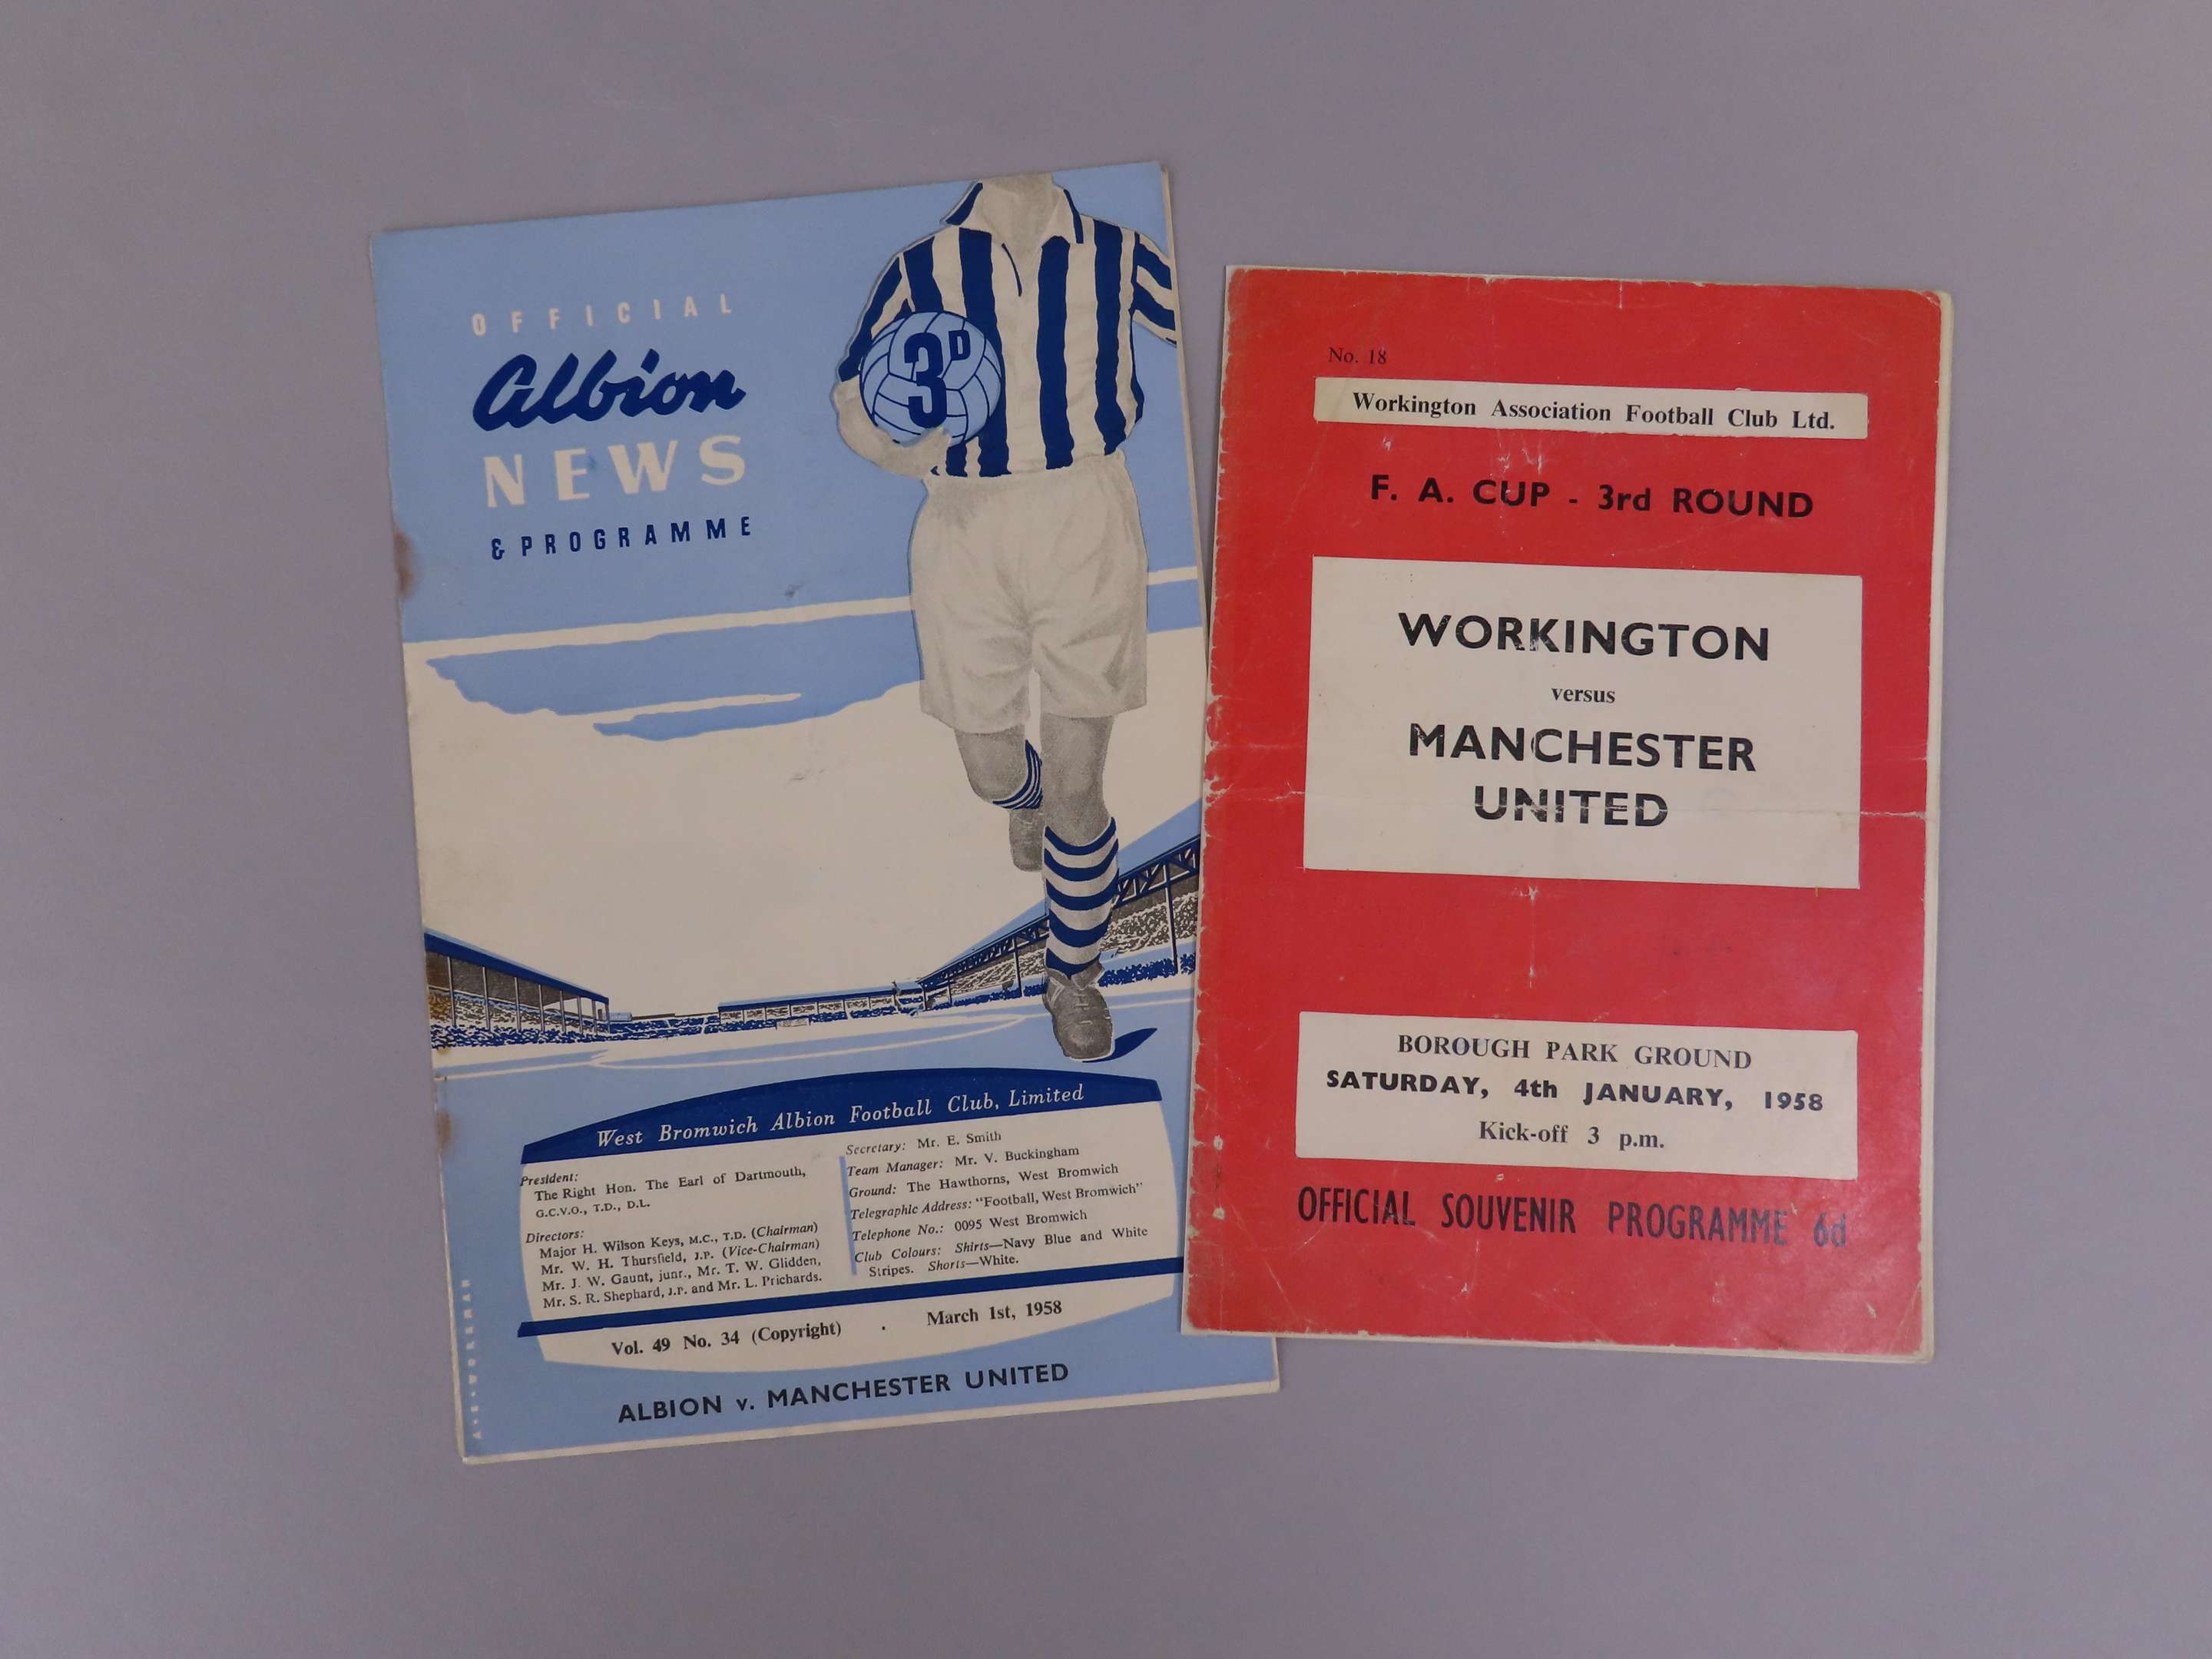 OFFICIAL
Albion
NEWS
& PROGRAMME
3D
West Bromwich Albion Football Club, Limited
President:
The Right Hon. The Earl of Dartmouth,
G.C.V.O., T.D., D.L.
Directors:
Major H. Wilson Keys, M.C., T.D. (Chairman)
Mr. W. H. Thursfield, J.P. (Vice-Chairman)
Mr. J. W. Gaunt, junr., Mr. T. W. Glidden,
Mr. S. R. Shephard, J.P. and Mr. L. Prichards.
Secretary: Mr. E. Smith
Team Manager: Mr. V. Buckingham
Ground: The Hawthorns, West Bromwich
Telegraphic Address: "Football, West Bromwich"
Telephone No.: 0095 West Bromwich
Club Colours: Shirts—Navy Blue and White
Stripes. Shorts—White.
Vol. 49 No. 34 (Copyright) . March 1st, 1958
ALBION v. MANCHESTER UNITED
No. 18
Workington Association Football Club Ltd.
F. A. CUP - 3rd ROUND
WORKINGTON
versus
MANCHESTER
UNITED
BOROUGH PARK GROUND
SATURDAY, 4th JANUARY, 1958
Kick-off 3 p.m.
OFFICIAL SOUVENIR PROGRAMME 6d